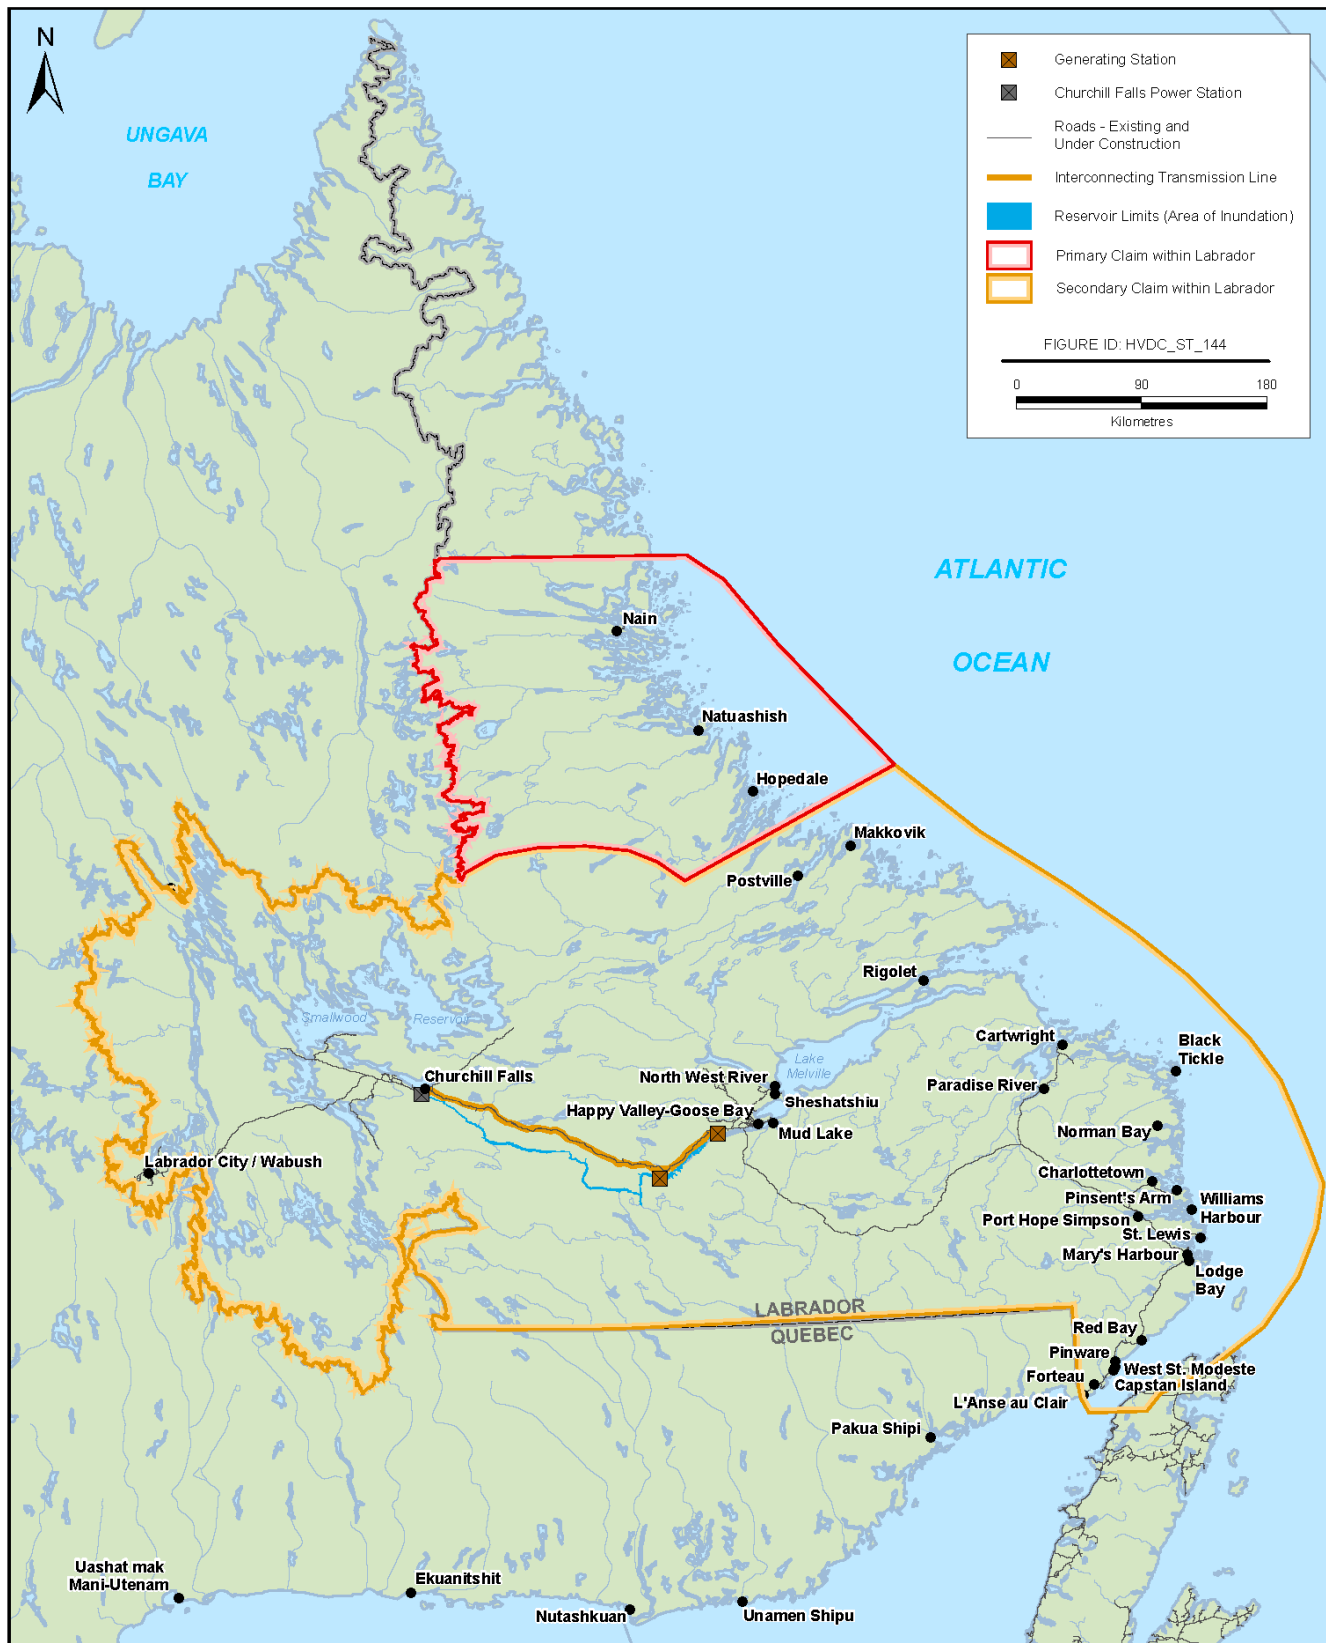 N
UNGAVA
BAY
Generating Station
Churchill Falls Power Station
Roads - Existing and
Under Construction
Interconnecting Transmission Line
Reservoir Limits (Area of Inundation)
Primary Claim within Labrador
Secondary Claim within Labrador
FIGURE ID: HVDC_ST_144
0 90 180
Kilometres
ATLANTIC
OCEAN
Nain
Natuashish
Hopedale
Makkovik
Postville
Rigolet
Smallwood
Reservoir
Cartwright
Black
Tickle
Lake
Melville
Churchill Falls
North West River
Paradise River
Sheshatshiu
Happy Valley-Goose Bay
Mud Lake
Norman Bay
Labrador City / Wabush
Charlottetown
Pinsent's Arm
Williams
Harbour
Port Hope Simpson
St. Lewis
Mary's Harbour
Lodge
Bay
LABRADOR
QUEBEC
Red Bay
Pinware
West St. Modeste
Forteau
Capstan Island
L'Anse au Clair
Pakua Shipi
Uashat mak
Mani-Utenam
Ekuanitshit
Nutashkuan
Unamen Shipu